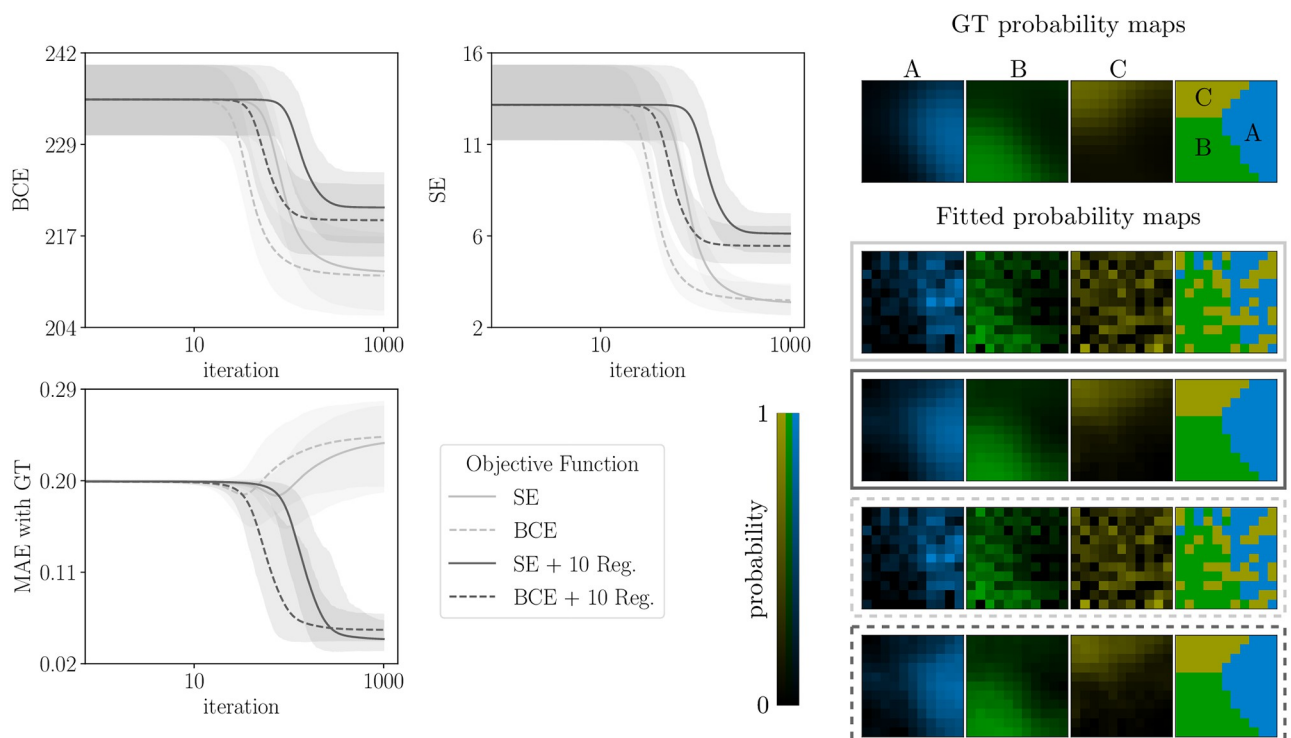 242
229
217
204
BCE
10
1000
iteration
16
11
6
2
SE
10
1000
iteration
0.29
0.20
0.11
0.02
MAE with GT
10
1000
iteration
Objective Function
SE
BCE
SE + 10 Reg.
BCE + 10 Reg.
1
0
probability
GT probability maps
A
B
C
C
A
B
Fitted probability maps